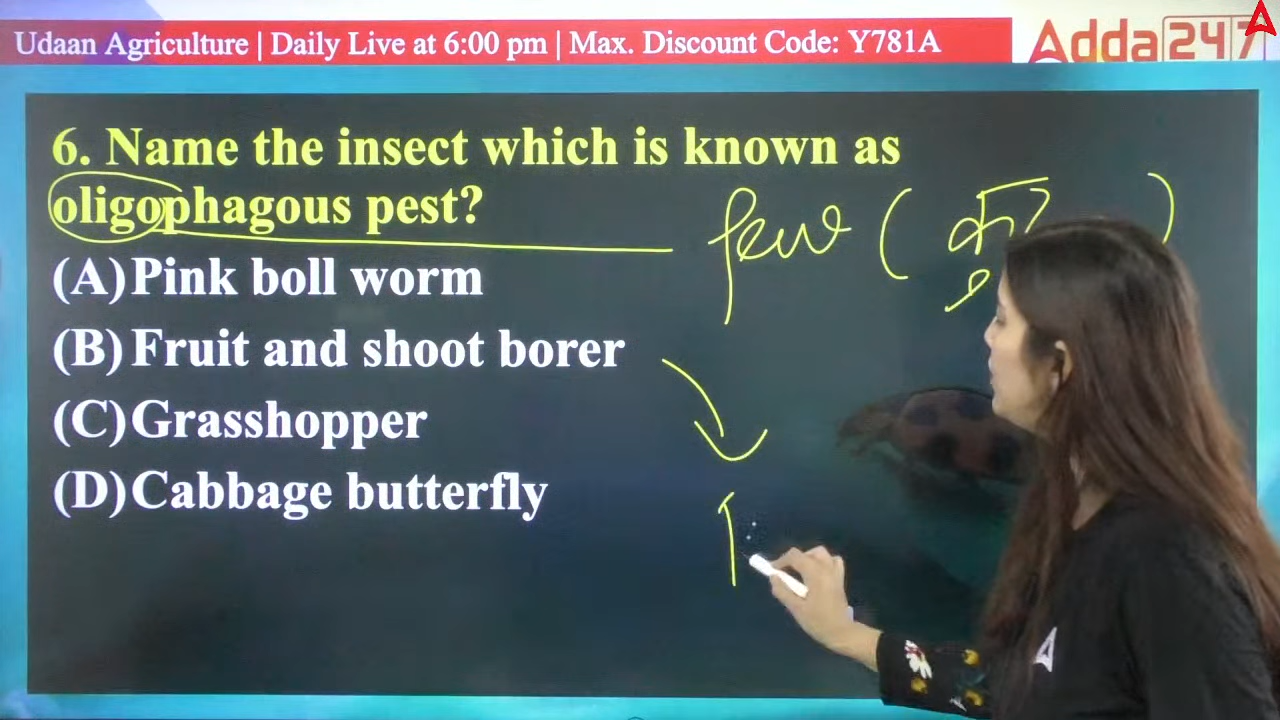 Udaan Agriculture | Daily Live at 6:00 pm | Max. Discount Code: Y781A
Adda247
6. Name the insect which is known as
oligophagous pest?
few (
)
(A) Pink boll worm
(B) Fruit and shoot borer
(C) Grasshopper
(D) Cabbage butterfly